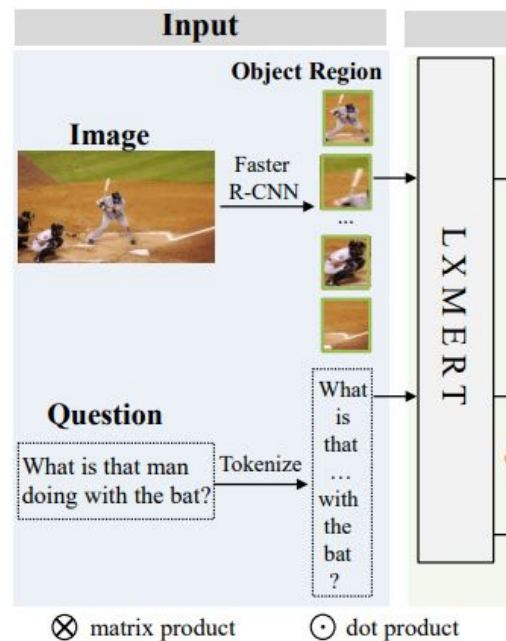 Input
Object Region
Image
Faster
R-CNN
...
LXMERT
Question
What is that man
doing with the bat?
Tokenize
What
is
that
...
with
the
bat
?
⊗ matrix product
⊙ dot product